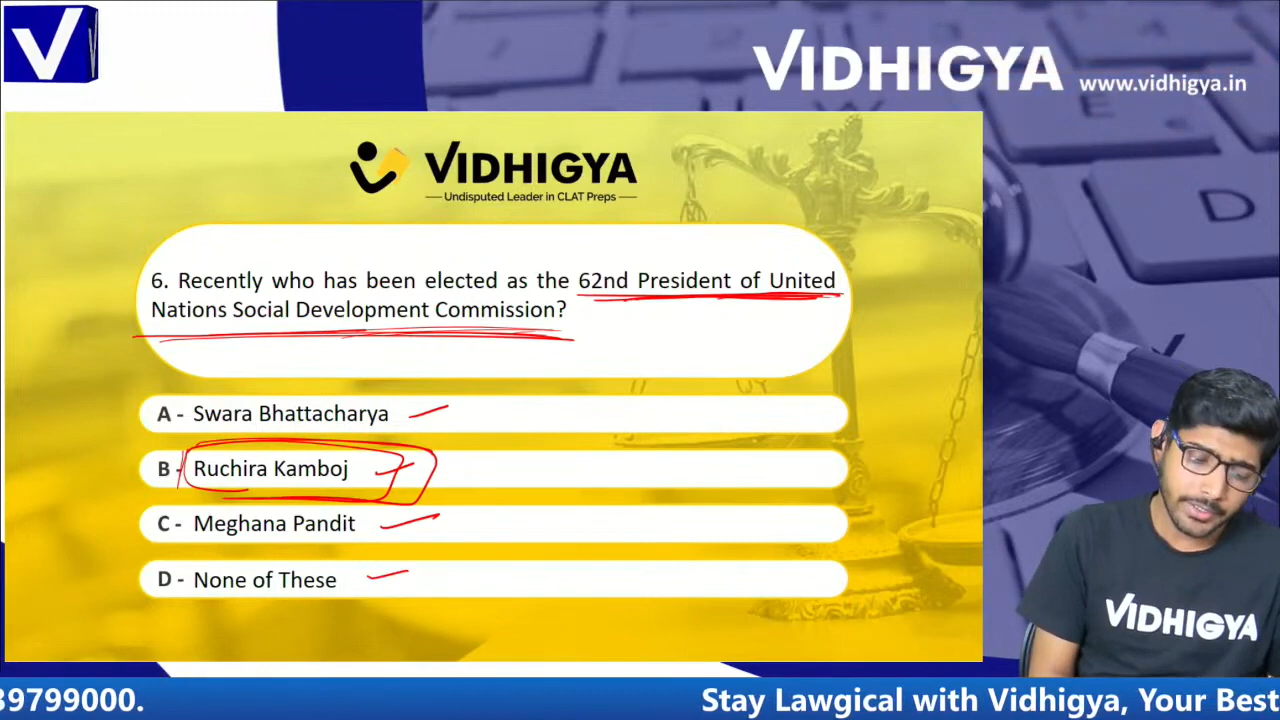 V
VIDHIGYA www.vidhigya.in
VIDHIGYA
Undisputed Leader in CLAT Preps
6. Recently who has been elected as the 62nd President of United
Nations Social Development Commission?
A - Swara Bhattacharya
B - Ruchira Kamboj
C - Meghana Pandit
D - None of These
D
VIDHIGYA
39799000.
Stay Lawgical with Vidhigya, Your Best